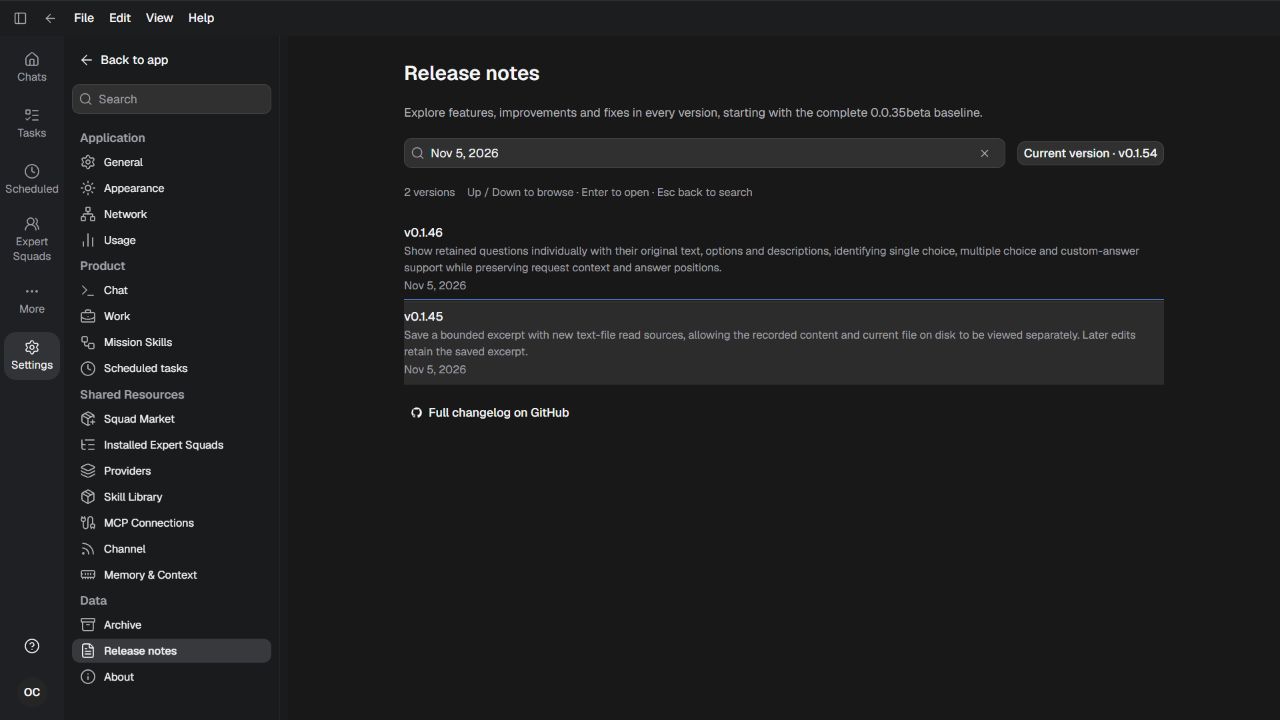 File Edit View Help
Chats
Tasks
Scheduled
Expert
Squads
More
Settings
OC
Back to app
Search
Application
General
Appearance
Network
Usage
Product
Chat
Work
Mission Skills
Scheduled tasks
Shared Resources
Squad Market
Installed Expert Squads
Providers
Skill Library
MCP Connections
Channel
Memory & Context
Data
Archive
Release notes
About
Release notes
Explore features, improvements and fixes in every version, starting with the complete 0.0.35beta baseline.
Nov 5, 2026
Current version · v0.1.54
2 versions Up / Down to browse · Enter to open · Esc back to search
v0.1.46
Show retained questions individually with their original text, options and descriptions, identifying single choice, multiple choice and custom-answer
support while preserving request context and answer positions.
Nov 5, 2026
v0.1.45
Save a bounded excerpt with new text-file read sources, allowing the recorded content and current file on disk to be viewed separately. Later edits
retain the saved excerpt.
Nov 5, 2026
Full changelog on GitHub